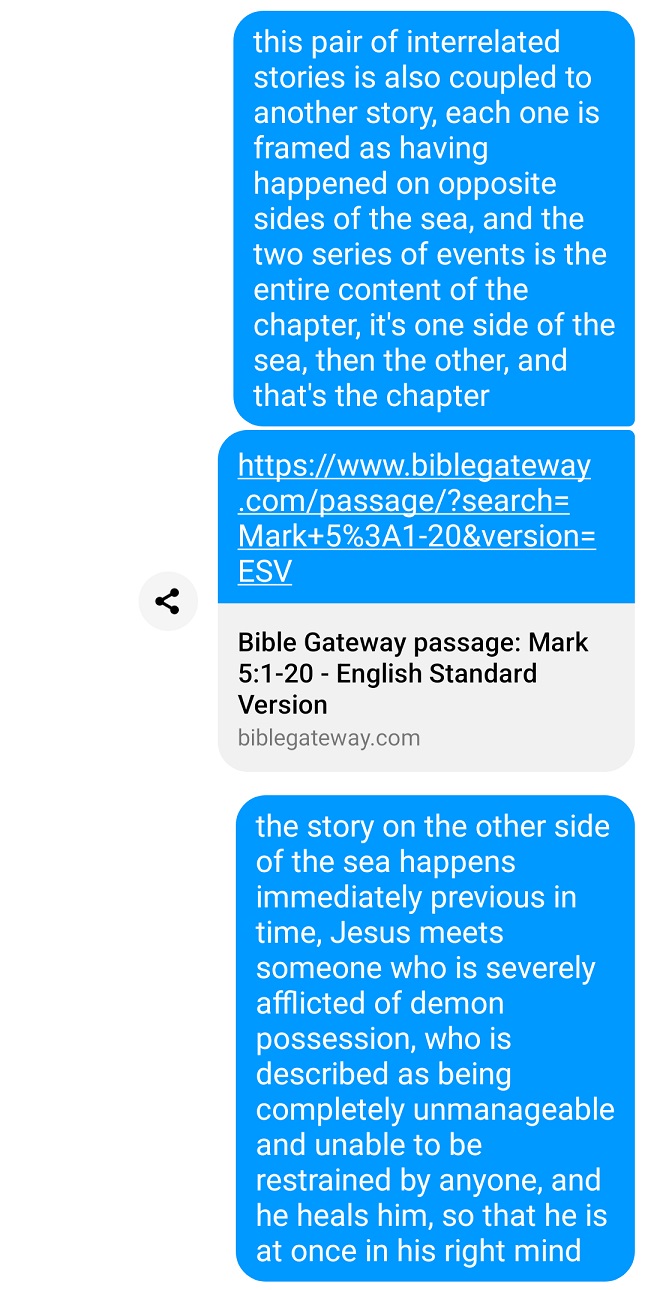 this pair of interrelated
stories is also coupled to
another story, each one is
framed as having
happened on opposite
sides of the sea, and the
two series of events is the
entire content of the
chapter, it's one side of the
sea, then the other, and
that's the chapter
https://www.biblegateway
.com/passage/?search=
Mark+5%3A1-20&version=
ESV
Bible Gateway passage: Mark
5:1-20 - English Standard
Version
biblegateway.com
the story on the other side
of the sea happens
immediately previous in
time, Jesus meets
someone who is severely
afflicted of demon
possession, who is
described as being
completely unmanageable
and unable to be
restrained by anyone, and
he heals him, so that he is
at once in his right mind